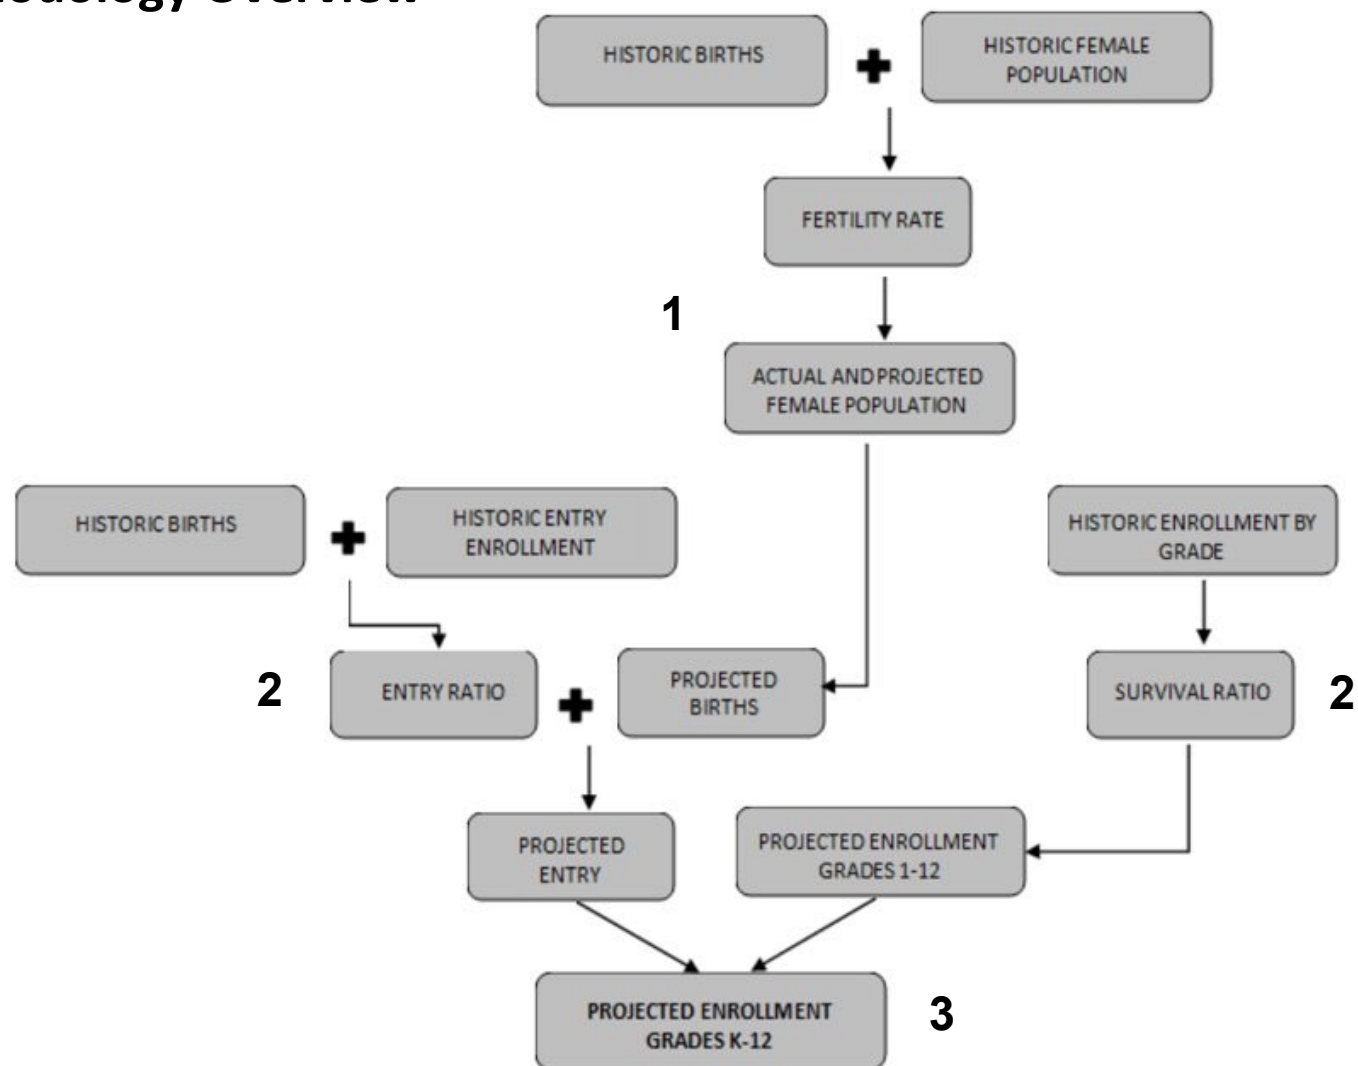 HISTORIC BIRTHS
HISTORIC FEMALE
POPULATION
FERTILITY RATE
1
ACTUAL AND PROJECTED
FEMALE POPULATION
HISTORIC BIRTHS
HISTORIC ENTRY
ENROLLMENT
HISTORIC ENROLLMENT BY
GRADE
2
ENTRY RATIO
PROJECTED
BIRTHS
SURVIVAL RATIO
2
PROJECTED
ENTRY
PROJECTED ENROLLMENT
GRADES 1-12
PROJECTED ENROLLMENT
GRADES K-12
3